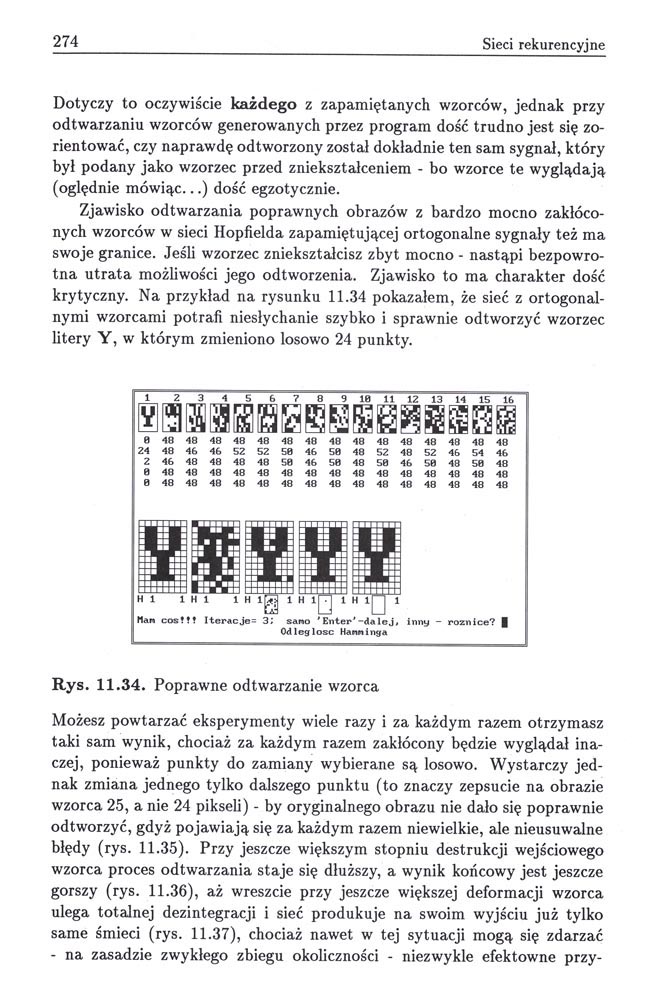 274
Sieci rekurencyjne
Dotyczy to oczywiście każdego z zapamiętanych wzorców, jednak przy
odtwarzaniu wzorców generowanych przez program dość trudno jest się zo-
rientować, czy naprawdę odtworzony został dokładnie ten sam sygnał, który
był podany jako wzorzec przed zniekształceniem - bo wzorce te wyglądają
(oględnie mówiąc...) dość egzotycznie.
Zjawisko odtwarzania poprawnych obrazów z bardzo mocno zakłóco-
nych wzorców w sieci Hopfielda zapamiętującej ortogonalne sygnały też ma
swoje granice. Jeśli wzorzec zniekształcisz zbyt mocno - nastąpi bezpowro-
tna utrata możliwości jego odtworzenia. Zjawisko to ma charakter dość
krytyczny. Na przykład na rysunku 11.34 pokazałem, że sieć z ortogonal-
nymi wzorcami potrafi niesłychanie szybko i sprawnie odtworzyć wzorzec
litery Y, w którym zmieniono losowo 24 punkty.
1 2 3 4 5 6 7 8 9 10 11 12 13 14 15 16
0 48 48 48 48 48 48 48 48 48 48 48 48 48 48 48
24 48 46 46 52 52 50 46 50 48 52 48 52 46 54 46
2 46 48 48 48 48 50 46 50 48 50 46 50 48 50 48
0 48 48 48 48 48 48 48 48 48 48 48 48 48 48 48
0 48 48 48 48 48 48 48 48 48 48 48 48 48 48 48
H 1 1 H 1 1 H 1 1 H 1 1 H 1 1
Mam cos!!! Iteracje= 3; samo 'Enter'-dalej, inny - roznice?
Odleglosc Hamminga
Rys. 11.34. Poprawne odtwarzanie wzorca
Możesz powtarzać eksperymenty wiele razy i za każdym razem otrzymasz
taki sam wynik, chociaż za każdym razem zakłócony będzie wyglądał ina-
czej, ponieważ punkty do zamiany wybierane są losowo. Wystarczy jed-
nak zmiana jednego tylko dalszego punktu (to znaczy zepsucie na obrazie
wzorca 25, a nie 24 pikseli) - by oryginalnego obrazu nie dało się poprawnie
odtworzyć, gdyż pojawiają się za każdym razem niewielkie, ale nieusuwalne
błędy (rys. 11.35). Przy jeszcze większym stopniu destrukcji wejściowego
wzorca proces odtwarzania staje się dłuższy, a wynik końcowy jest jeszcze
gorszy (rys. 11.36), aż wreszcie przy jeszcze większej deformacji wzorca
ulega totalnej dezintegracji i sieć produkuje na swoim wyjściu już tylko
same śmieci (rys. 11.37), chociaż nawet w tej sytuacji mogą się zdarzać
- na zasadzie zwykłego zbiegu okoliczności - niezwykle efektowne przy-